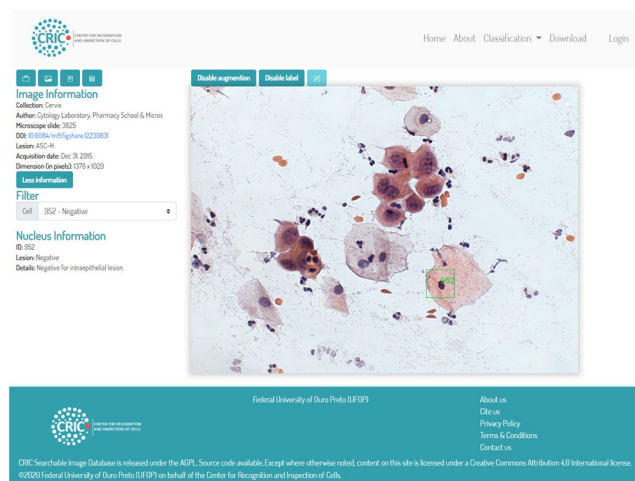 CRIC
CENTER FOR RECOGNITION
AND INSPECTION OF CELLS
Home About Classification Download Login
Disable augmention Disable label
Image Information
Collection: Cervix
Author: Cytology Laboratory, Pharmacy School & Micros
Microscope slide: 3625
DOI: 10.6084/m9.figshare.12230831
Lesion: ASC-H
Acquisition date: Dec 31, 2015
Dimension (in pixels): 1376 x 1020
Less information
Filter
Cell 952 - Negative
Nucleus Information
ID: 952
Lesion: Negative
Details: Negative for intraepithelial lesion
952
CRIC
CENTER FOR RECOGNITION
AND INSPECTION OF CELLS
Federal University of Ouro Preto (UFOP)
About us
Cite us
Privacy Policy
Terms & Conditions
Contact us
CRIC Searchable Image Database is released under the AGPL. Source code available. Except where otherwise noted, content on this site is licensed under a Creative Commons Attribution 4.0 International license.
©2020 Federal University of Ouro Preto (UFOP) on behalf of the Center for Recognition and Inspection of Cells.